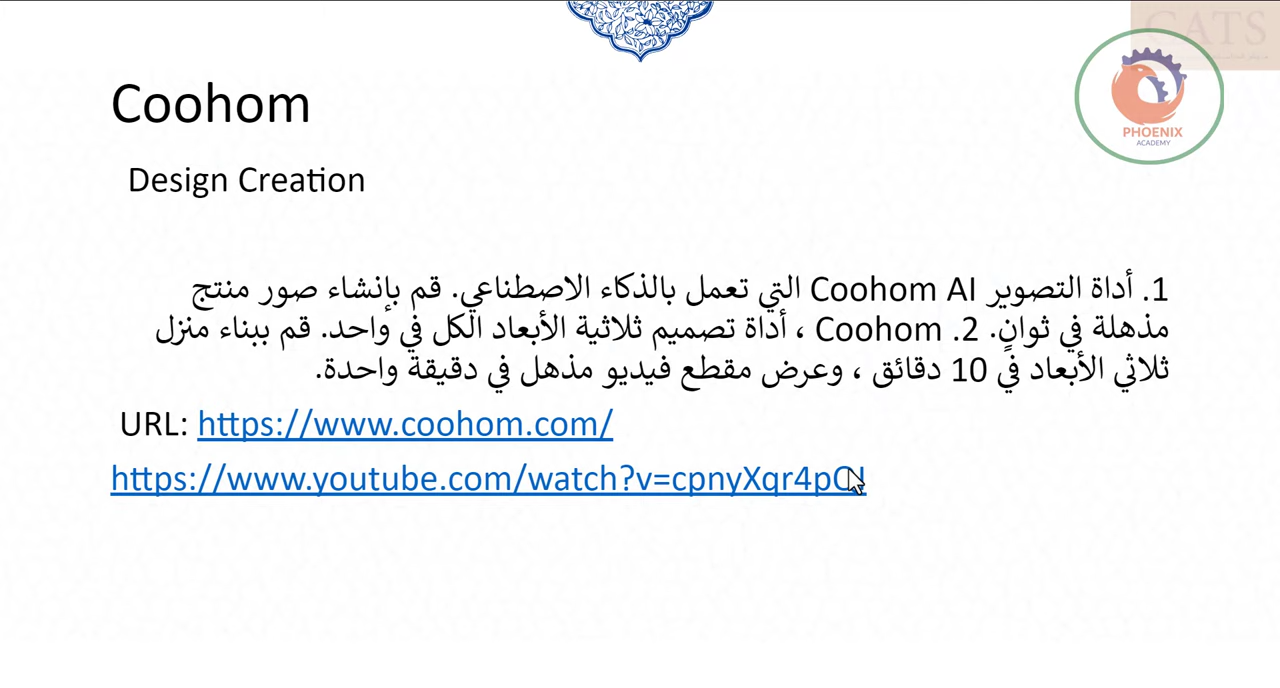 CATS
PHOENIX
ACADEMY
Coohom
Design Creation
1. أداة التصوير Coohom AI التي تعمل بالذكاء الاصطناعي. قم بإنشاء صور منتج
مذهلة في ثوانٍ. 2. Coohom ، أداة تصميم ثلاثية الأبعاد الكل في واحد. قم ببناء منزل
ثلاثي الأبعاد في 10 دقائق ، وعرض مقطع فيديو مذهل في دقيقة واحدة.
URL: https://www.coohom.com/